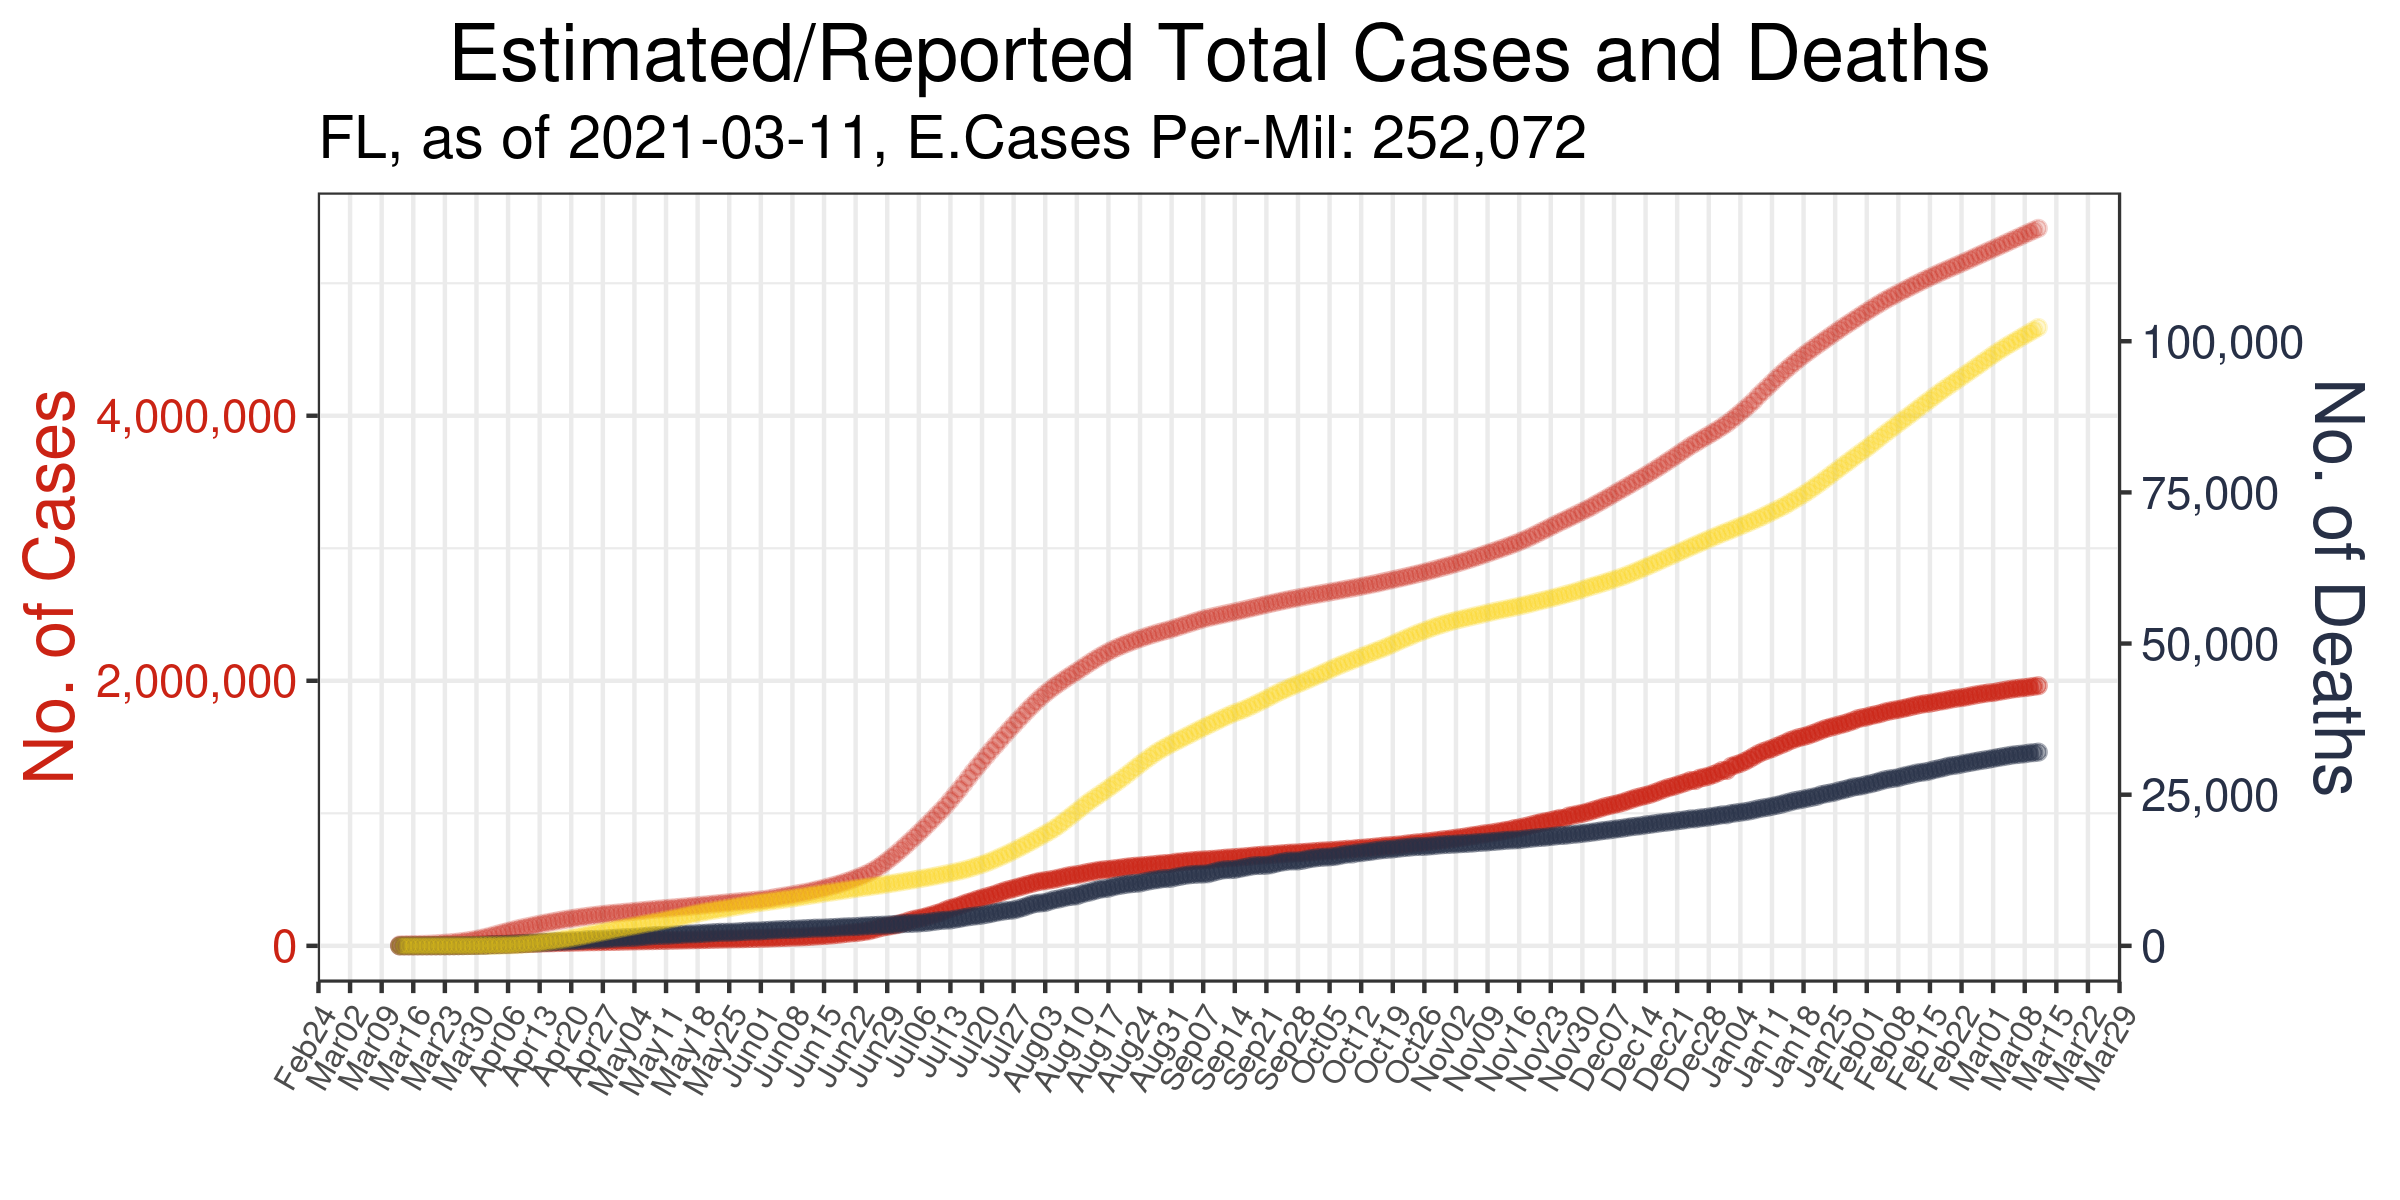 Estimated/Reported Total Cases and Deaths
FL, as of 2021-03-11, E.Cases Per-Mil: 252,072
No. of Cases
4,000,000
2,000,000
0
100,000
75,000
50,000
25,000
0
No. of Deaths
Feb24
Mar02
Mar09
Mar16
Mar23
Mar30
Apr06
Apr13
Apr20
Apr27
May04
May11
May18
May25
Jun01
Jun08
Jun15
Jun22
Jun29
Jul06
Jul13
Jul20
Jul27
Aug03
Aug10
Aug17
Aug24
Aug31
Sep07
Sep14
Sep21
Sep28
Oct05
Oct12
Oct19
Oct26
Nov02
Nov09
Nov16
Nov23
Nov30
Dec07
Dec14
Dec21
Dec28
Jan04
Jan11
Jan18
Jan25
Feb01
Feb08
Feb15
Feb22
Mar01
Mar08
Mar15
Mar22
Mar29